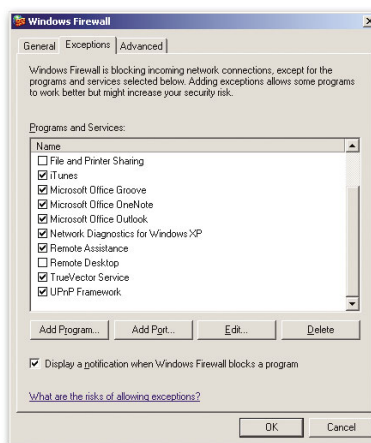 Windows Firewall
General Exceptions Advanced
Windows Firewall is blocking incoming network connections, except for the
programs and services selected below. Adding exceptions allows some programs
to work better but might increase your security risk.
Programs and Services:
Name
File and Printer Sharing
iTunes
Microsoft Office Groove
Microsoft Office OneNote
Microsoft Office Outlook
Network Diagnostics for Windows XP
Remote Assistance
Remote Desktop
TrueVector Service
UPnP Framework
Add Program... Add Port... Edit... Delete
Display a notification when Windows Firewall blocks a program
What are the risks of allowing exceptions?
OK Cancel